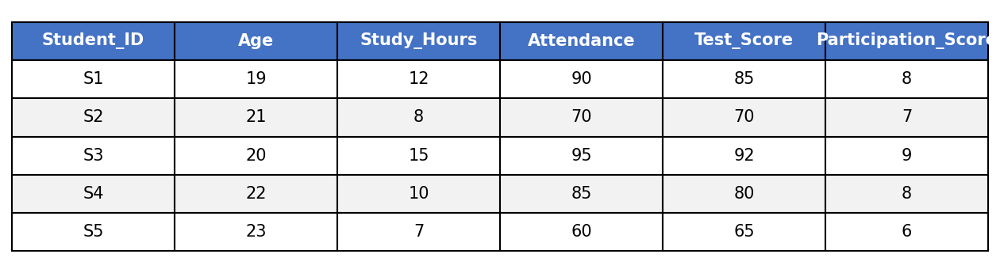 Student_ID Age Study_Hours Attendance Test_Score Participation_Score
S1 19 12 90 85 8
S2 21 8 70 70 7
S3 20 15 95 92 9
S4 22 10 85 80 8
S5 23 7 60 65 6